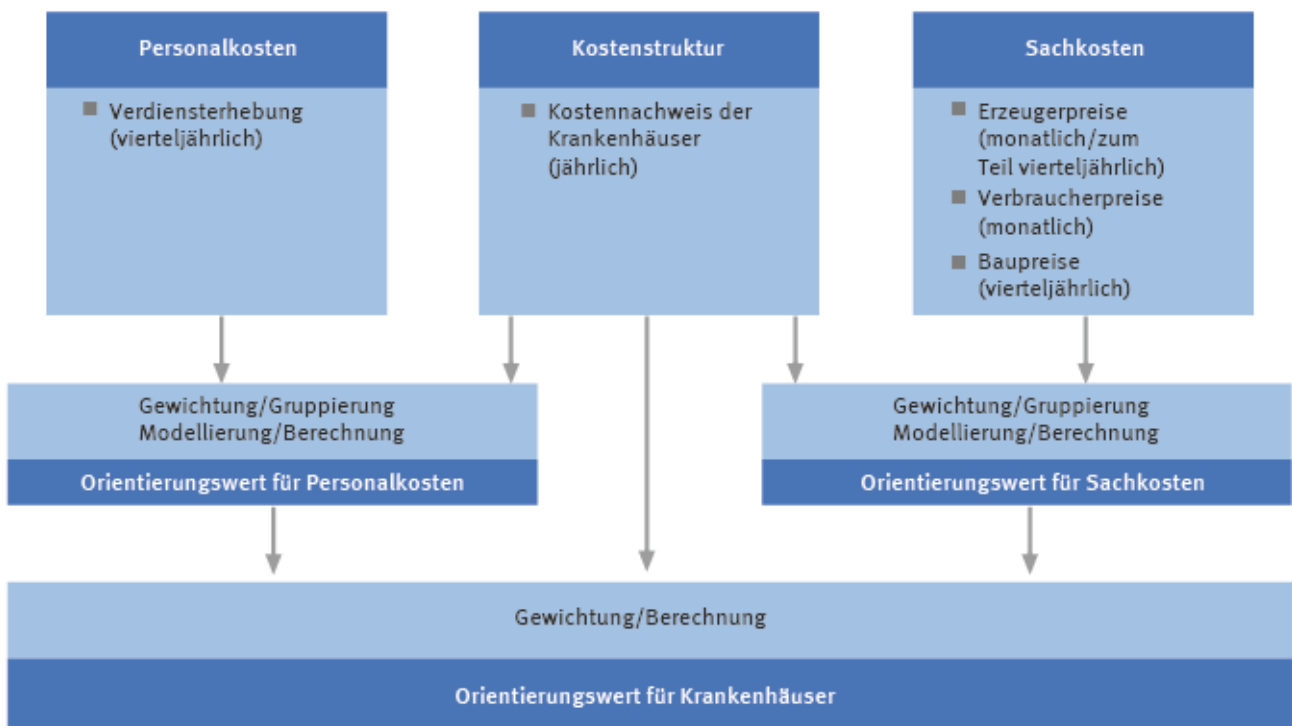 Personalkosten
Verdiensterhebung
(vierteljährlich)
Kostenstruktur
Kostennachweis der
Krankenhäuser
(jährlich)
Sachkosten
Erzeugerpreise
(monatlich/zum
Teil vierteljährlich)
Verbraucherpreise
(monatlich)
Baupreise
(vierteljährlich)
Gewichtung/Gruppierung
Modellierung/Berechnung
Orientierungswert für Personalkosten
Gewichtung/Gruppierung
Modellierung/Berechnung
Orientierungswert für Sachkosten
Gewichtung/Berechnung
Orientierungswert für Krankenhäuser